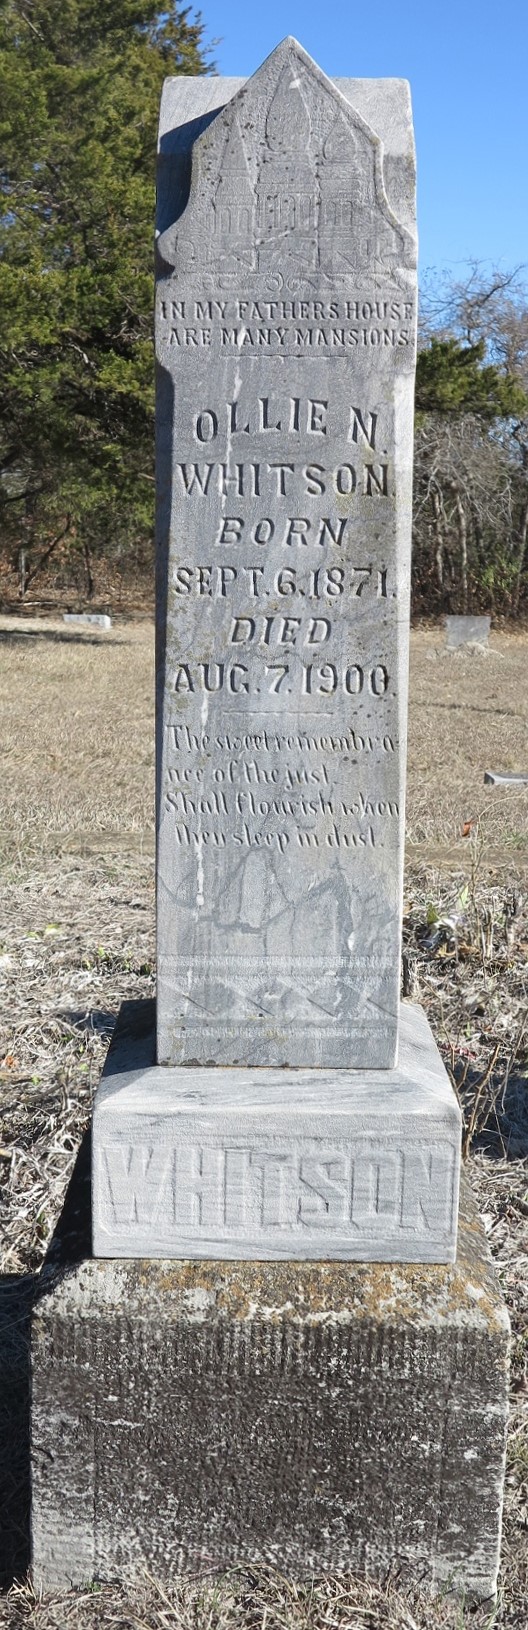 IN MY FATHERS HOUSE
ARE MANY MANSIONS.
OLLIE N.
WHITSON.
BORN
SEPT. 6. 1871.
DIED
AUG. 7. 1900.
The sweet remembra-
nce of the just.
Shall flourish when
they sleep in dust.
WHITSON